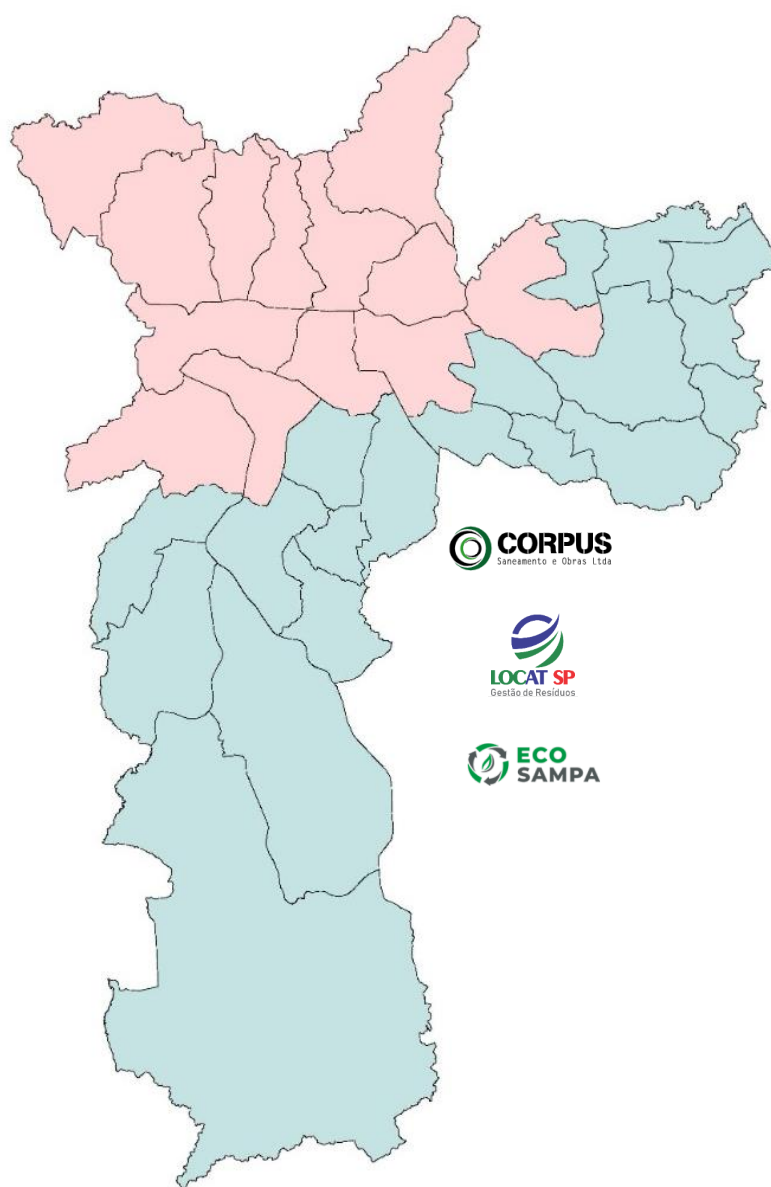 CORPUS
Saneamento e Obras Ltda
LOCAT SP
Gestão de Resíduos
ECO
SAMPA